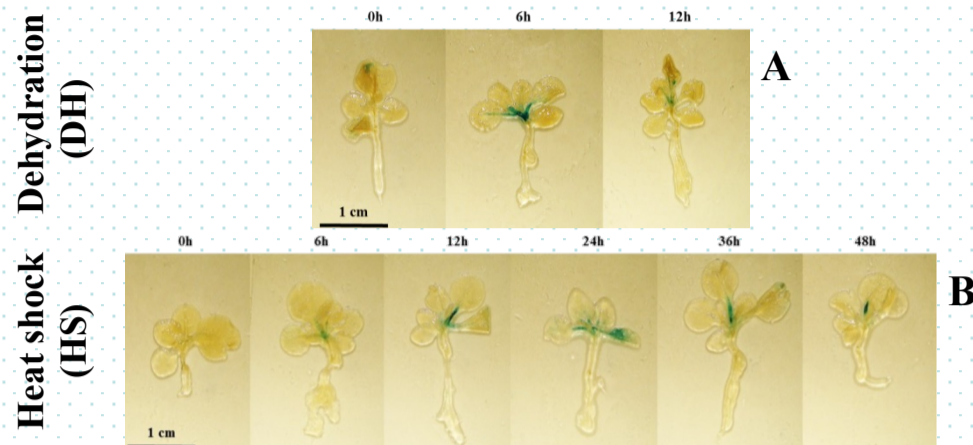 Dehydration
(DH)
0h 6h 12h
A
1 cm
Heat shock
(HS)
0h 6h 12h 24h 36h 48h
B
1 cm